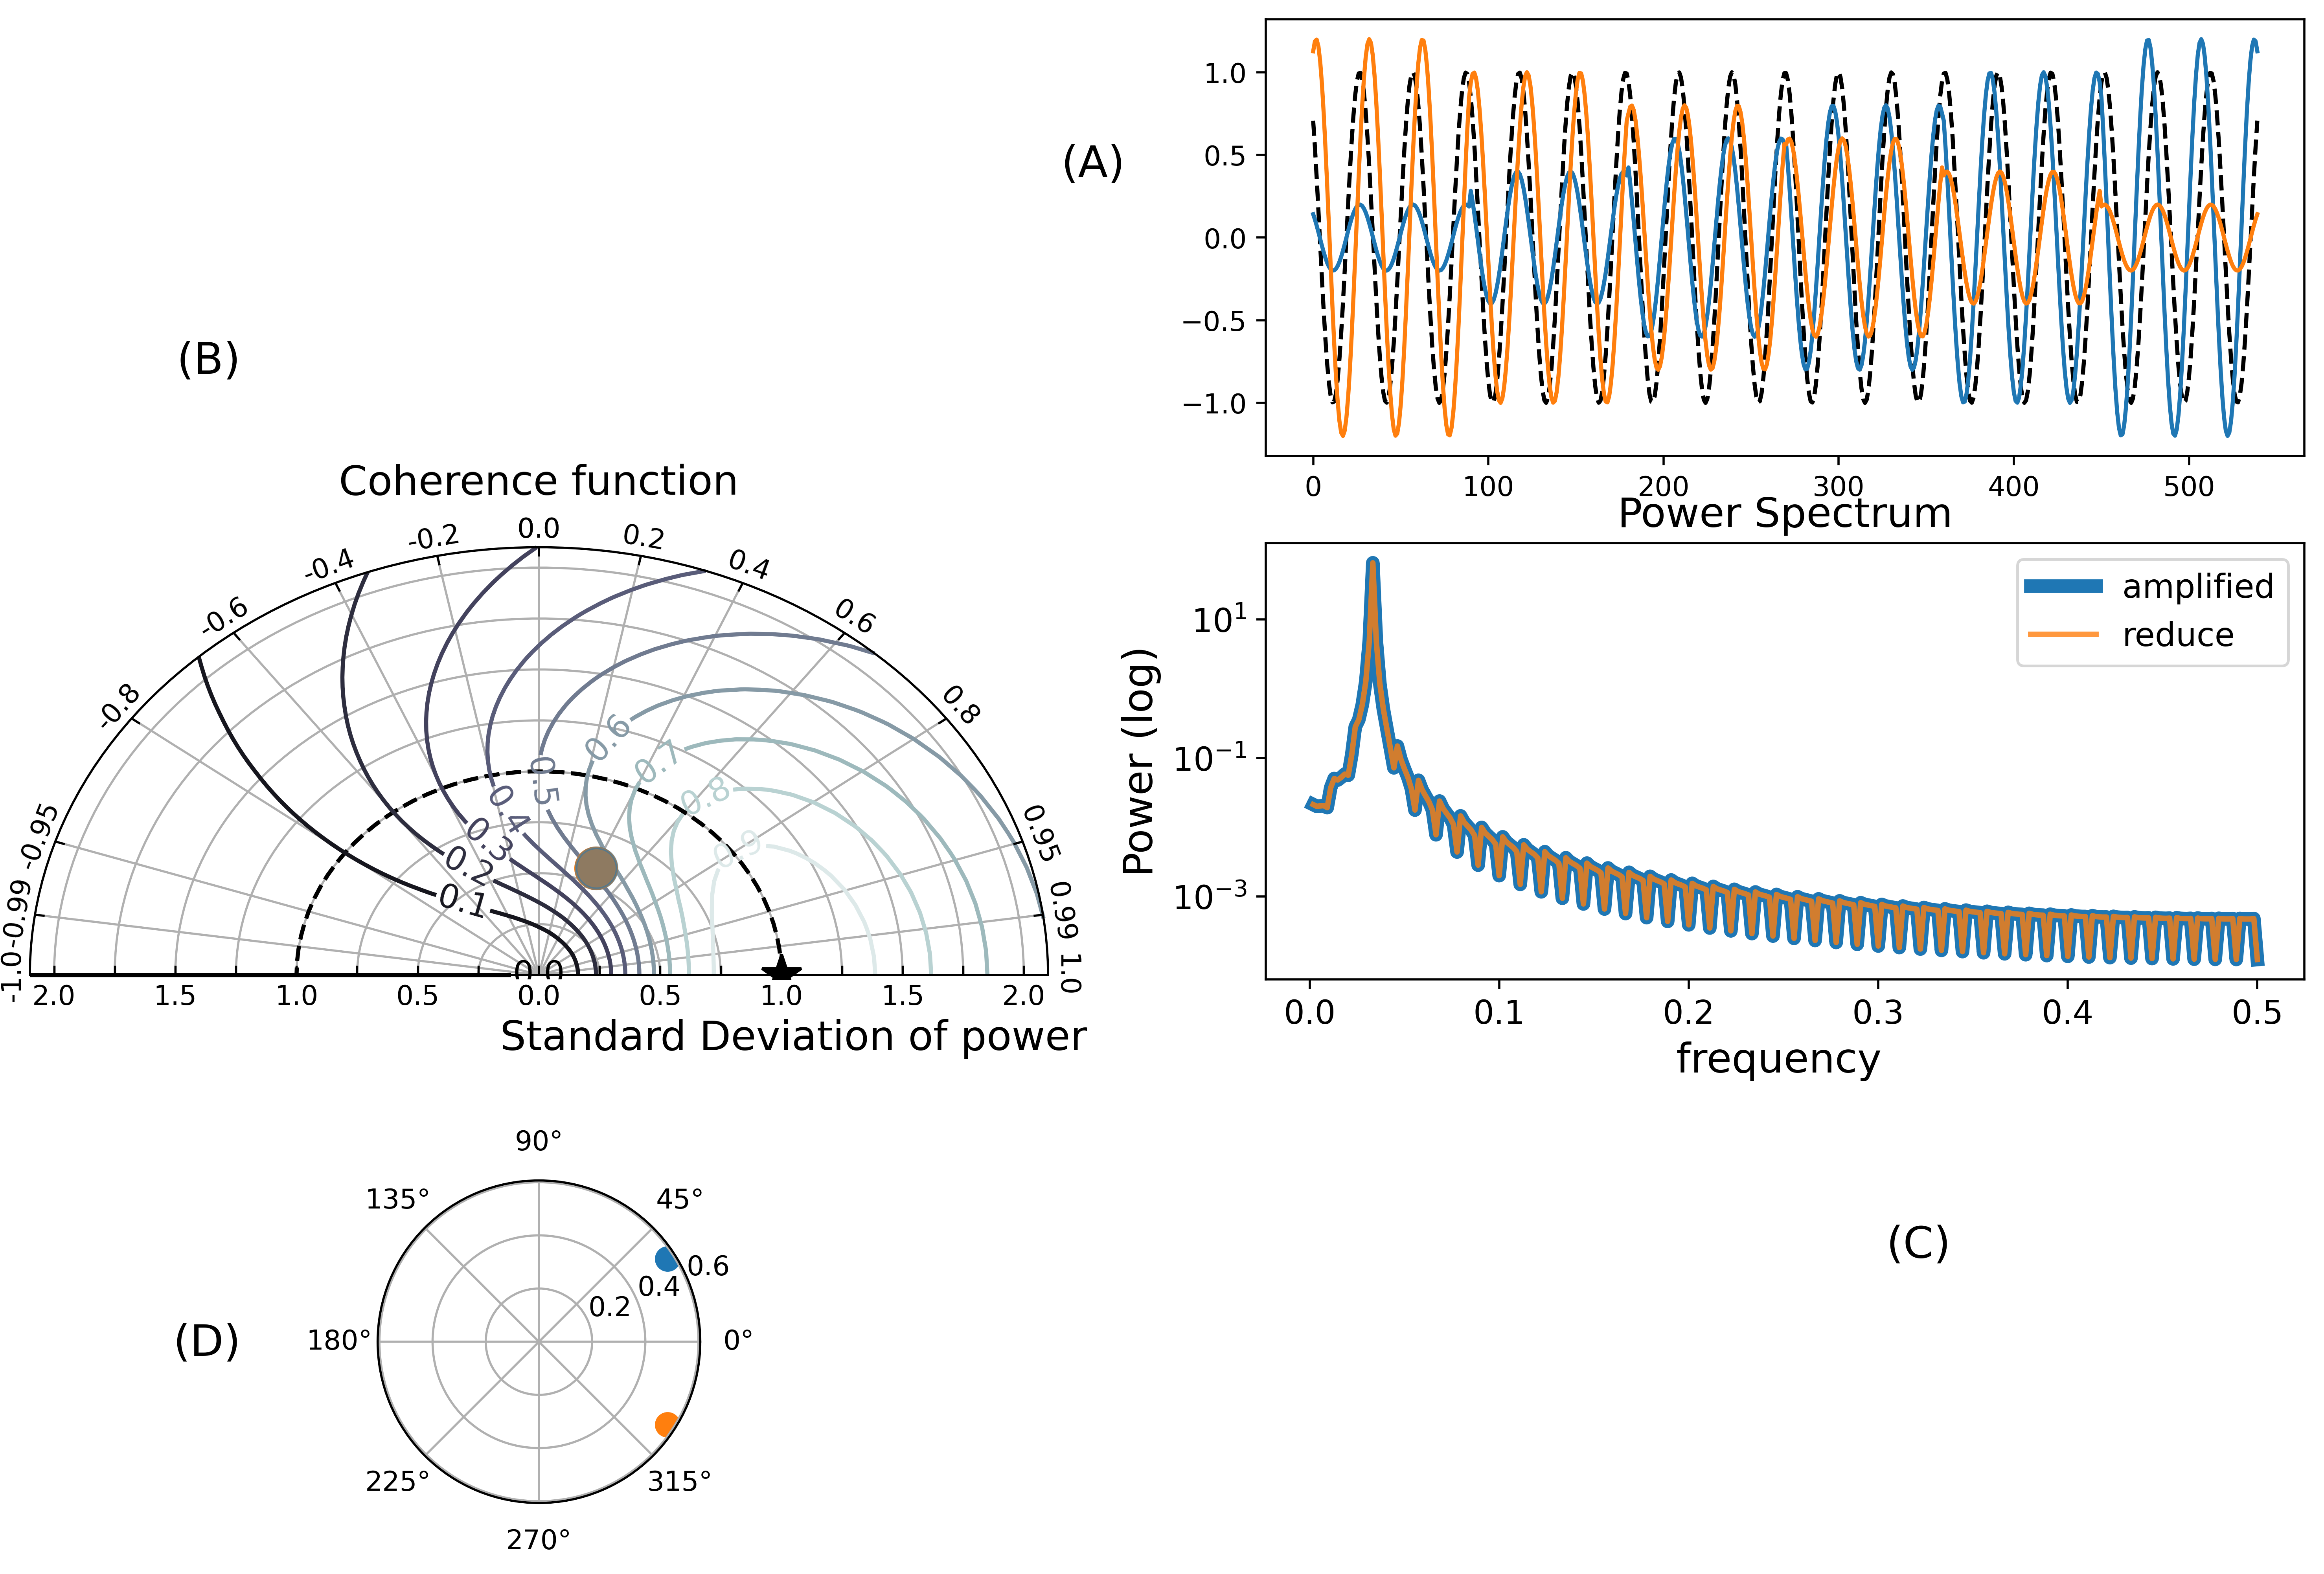 (A)
1.0
0.5
0.0
−0.5
−1.0
0 100 200 300 400 500
(B)
Coherence function
-1.0 -0.99 -0.95 -0.8 -0.6 -0.4 -0.2 0.0 0.2 0.4 0.6 0.8 0.95 0.99 1.0
0.0 0.1 0.2 0.3 0.4 0.5 0.6 0.7 0.8 0.9
2.0 1.5 1.0 0.5 0.0 0.5 1.0 1.5 2.0
Standard Deviation of power
Power Spectrum
amplified
reduce
Power (log)
10¹
10⁻¹
10⁻³
0.0 0.1 0.2 0.3 0.4 0.5
frequency
(C)
(D)
90°
135° 45°
0.6
0.4
0.2
180° 0°
225° 315°
270°